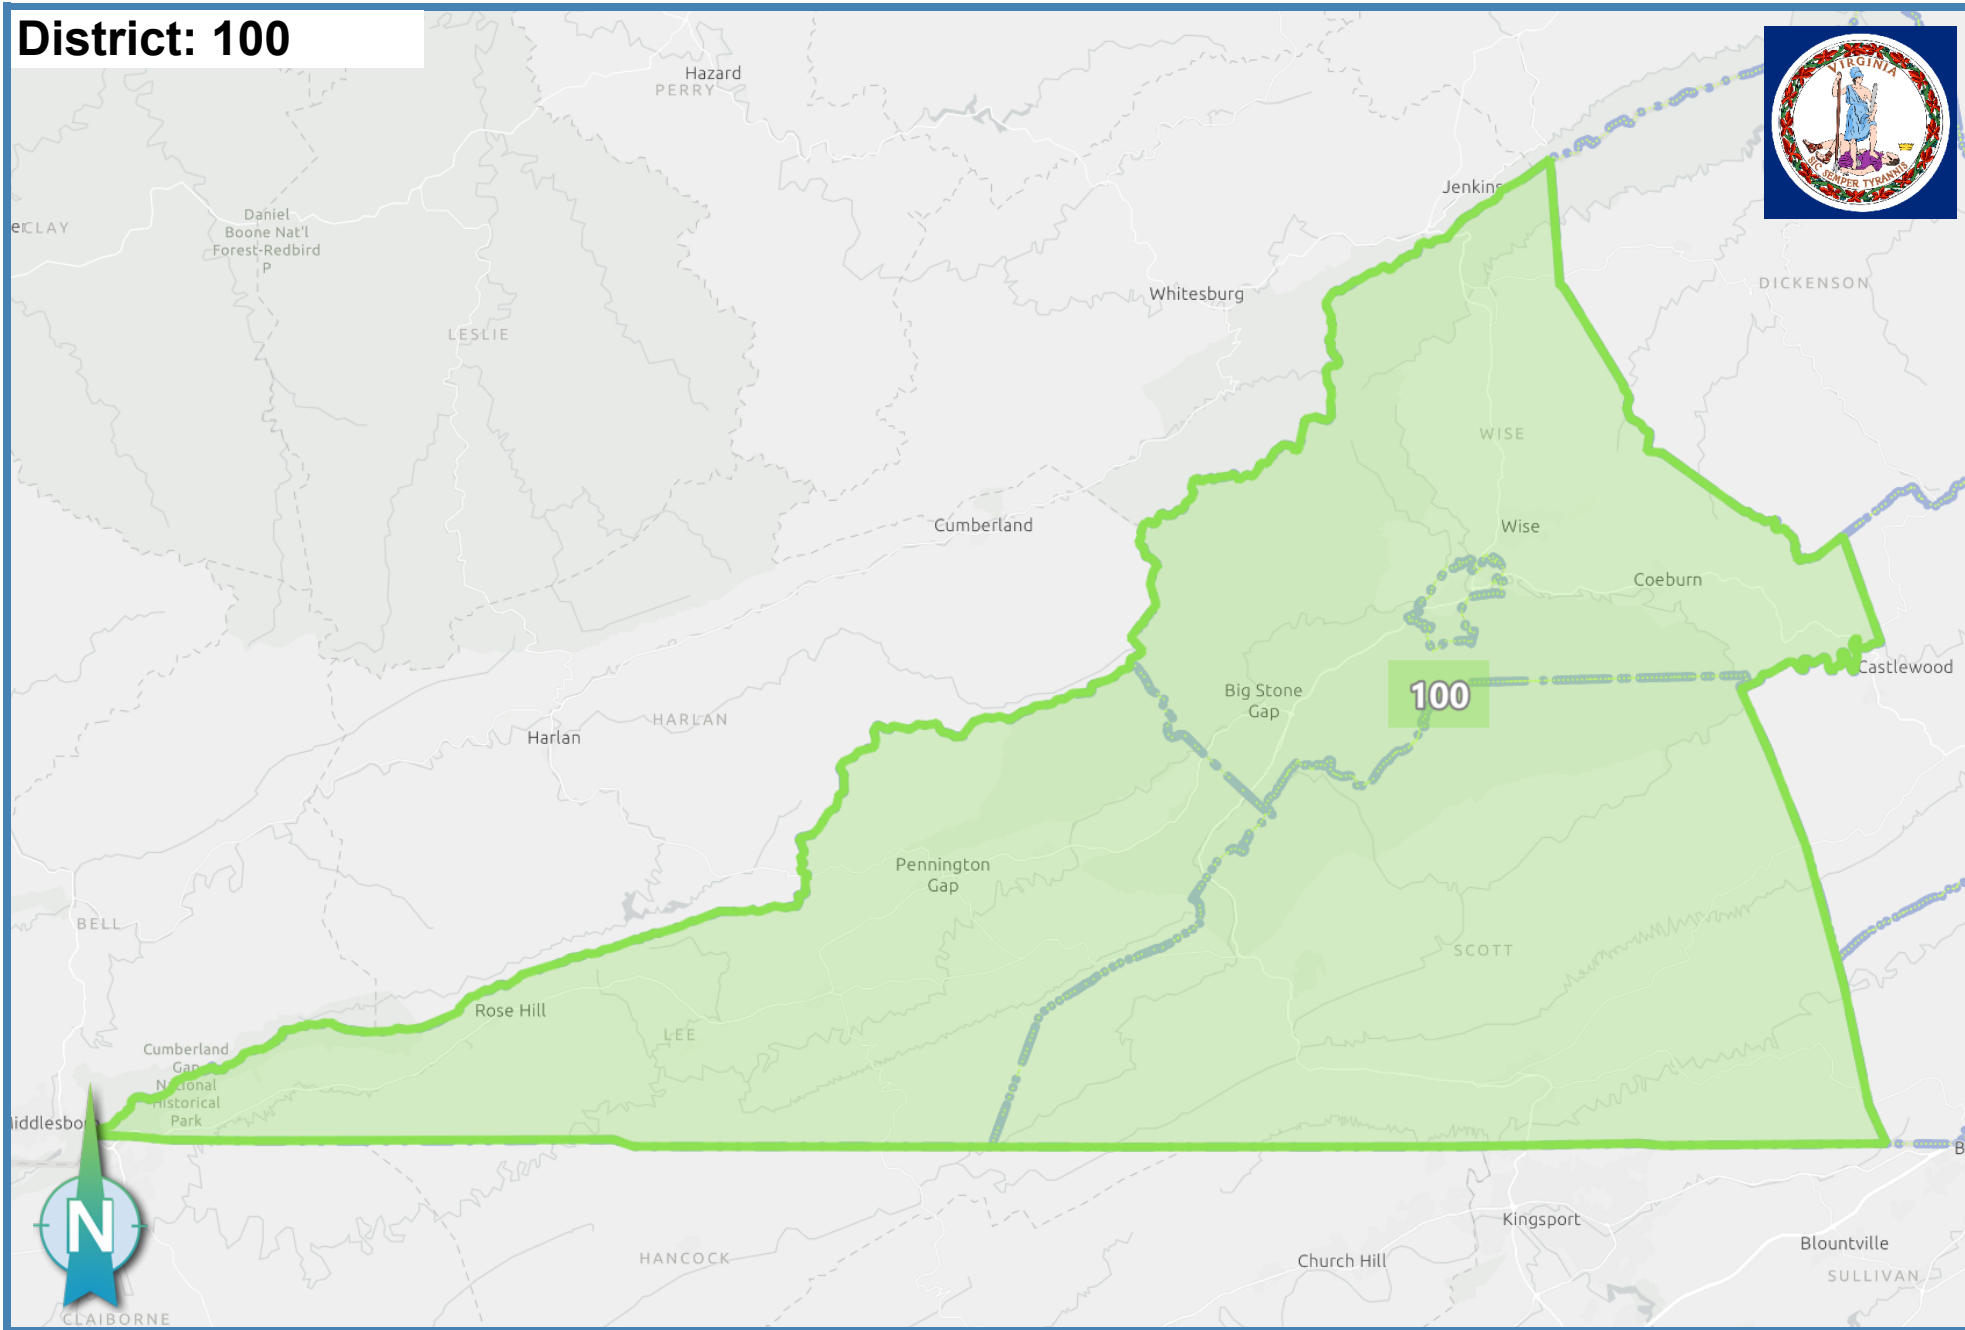 District: 100
VIRGINIA
SIC SEMPER TYRANNIS
Hazard
PERRY
Jenkins
CLAY
Daniel
Boone Nat'l
Forest-Redbird
P
DICKENSON
Whitesburg
LESLIE
WISE
Cumberland
Wise
Coeburn
Castlewood
Big Stone
Gap
100
HARLAN
Harlan
Pennington
Gap
BELL
SCOTT
Rose Hill
LEE
Cumberland
Gap
National
Historical
Park
iddlesboro
B
N
Kingsport
HANCOCK
Church Hill
Blountville
SULLIVAN
CLAIBORNE